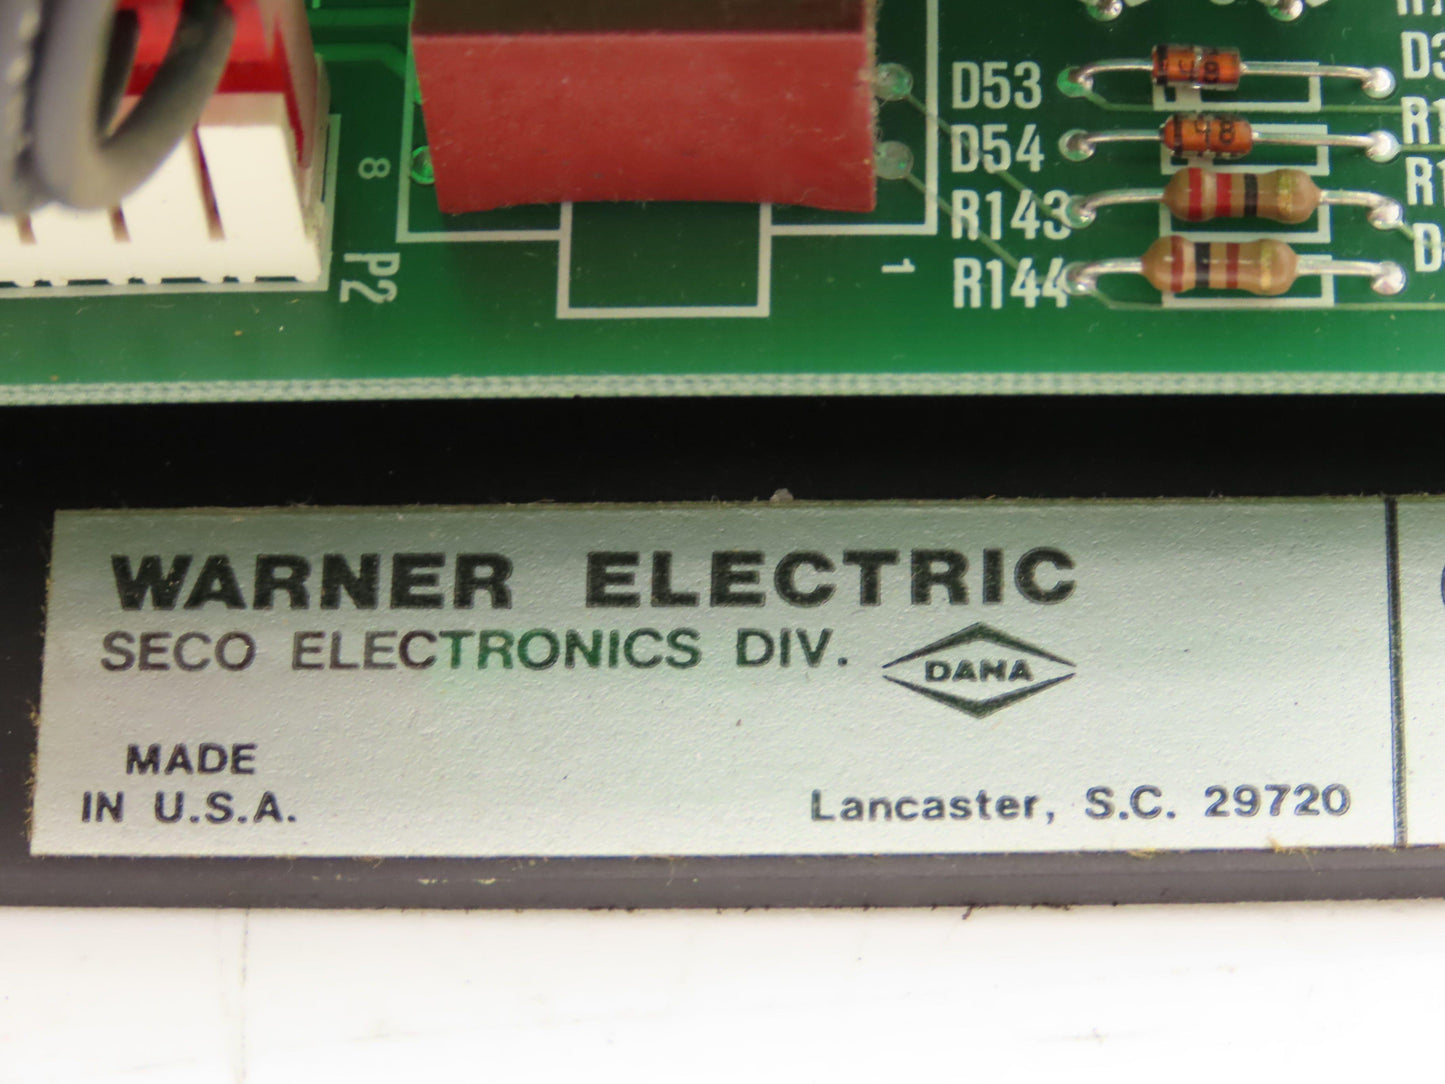 D53
D54
R143
R144
8
P2
1
WARNER ELECTRIC
SECO ELECTRONICS DIV.
DANA
MADE
IN U.S.A.
Lancaster, S.C. 29720